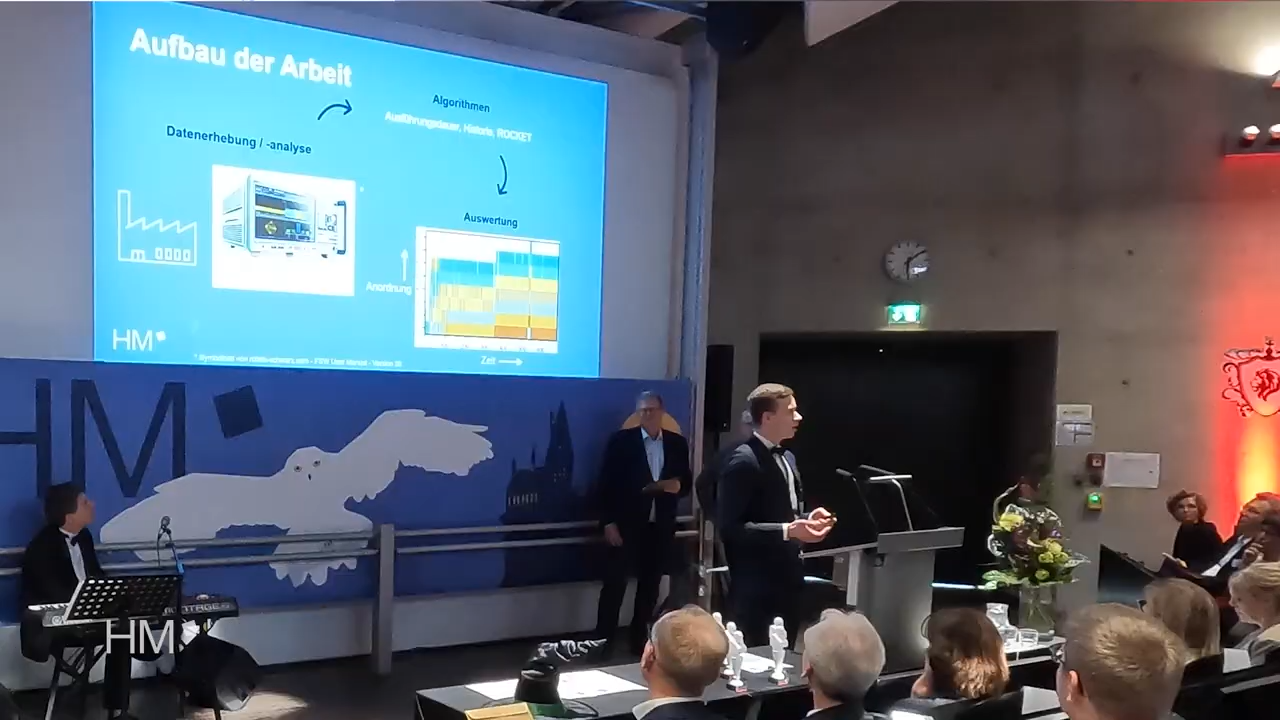 Aufbau der Arbeit
Algorithmen
Ausführungsdauer, Historie, ROCKET
Datenerhebung / -analyse
Auswertung
Anordnung
Zeit
HM
HM
HM